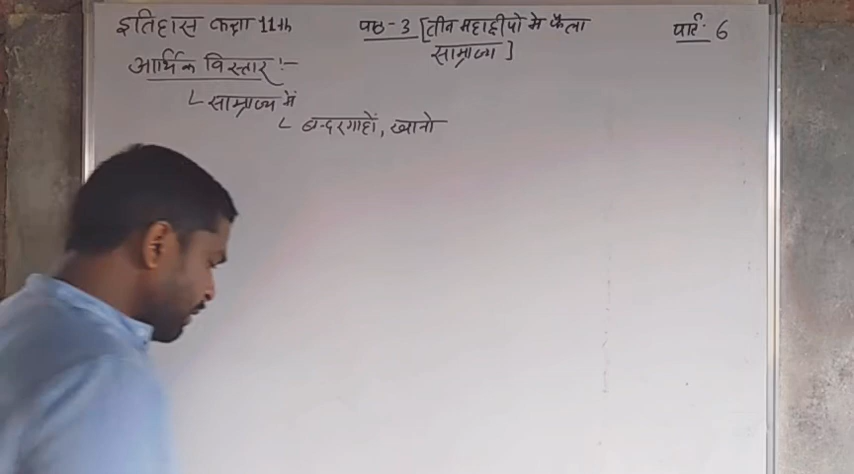 इतिहास कक्षा 11th
पाठ-3 [तीन महाद्वीपो मे फैला
साम्राज्य]
पार्ट- 6
आर्थिक विस्तार :-
साम्राज्य में
बन्दरगाहों, खानो